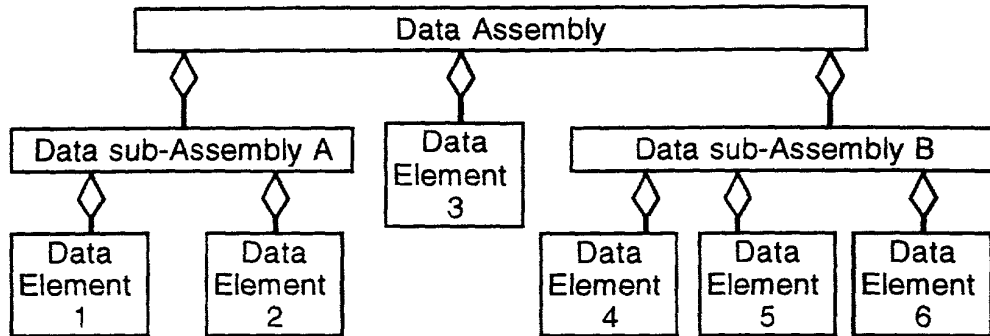 Data Assembly
Data sub-Assembly A
Data
Element
3
Data sub-Assembly B
Data
Element
1
Data
Element
2
Data
Element
4
Data
Element
5
Data
Element
6